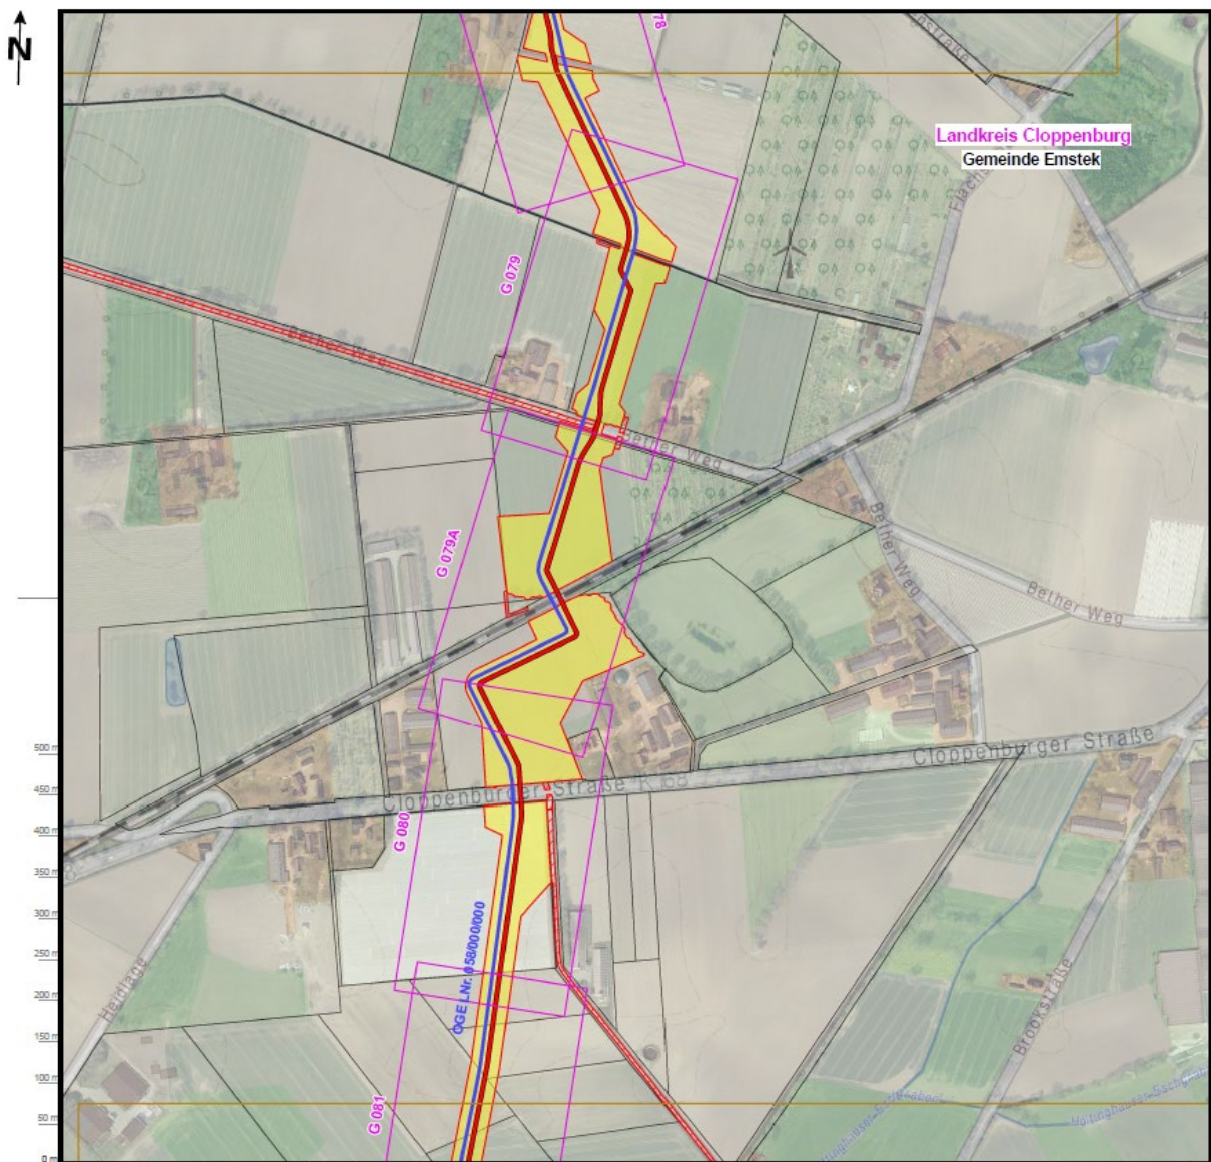 N
78
Landkreis Cloppenburg
Gemeinde Emstek
G 079
Bether Weg
Bether Weg
G 079A
Bether Weg
Bether Weg
Cloppenburger Straße
Cloppenburger Straße K 168
G 080
OGE LNr. 058/000/000
Heidlage
Brookstraße
G 081
500 m
450 m
400 m
350 m
300 m
250 m
200 m
150 m
100 m
50 m
0 m